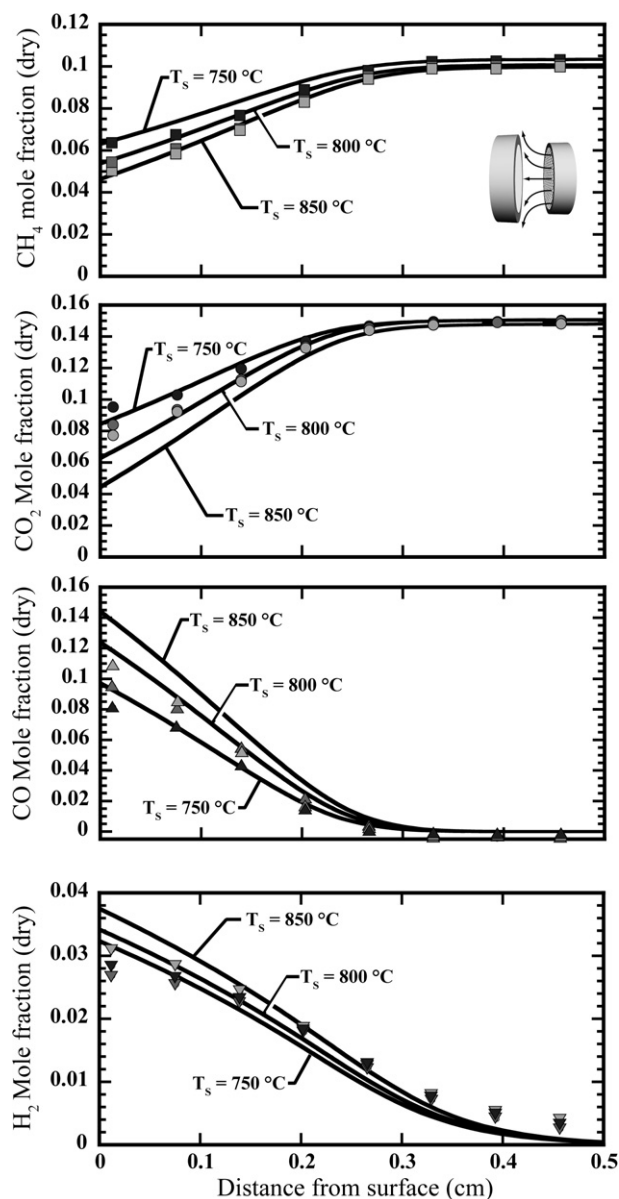 0.12
0.1
0.08
0.06
0.04
0.02
0
CH4 mole fraction (dry)
TS = 750 °C
TS = 800 °C
TS = 850 °C
0.16
0.14
0.12
0.1
0.08
0.06
0.04
0.02
0
CO2 Mole fraction (dry)
TS = 750 °C
TS = 800 °C
TS = 850 °C
0.16
0.14
0.12
0.1
0.08
0.06
0.04
0.02
0
CO Mole fraction (dry)
TS = 850 °C
TS = 800 °C
TS = 750 °C
0.04
0.03
0.02
0.01
0
H2 Mole fraction (dry)
TS = 850 °C
TS = 800 °C
TS = 750 °C
0 0.1 0.2 0.3 0.4 0.5
Distance from surface (cm)